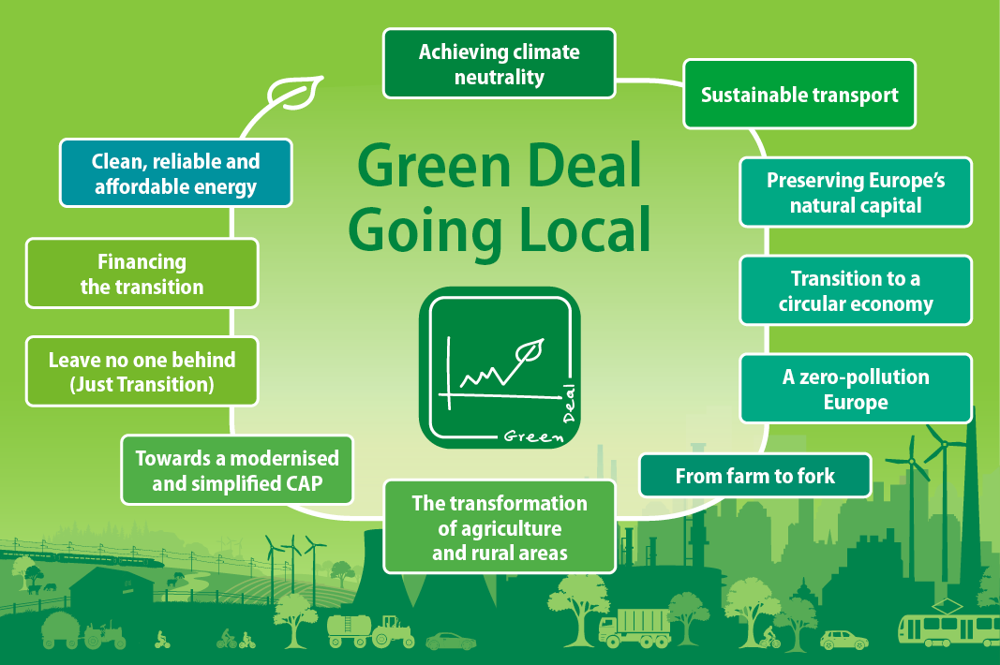 Achieving climate
neutrality
Sustainable transport
Clean, reliable and
affordable energy
Green Deal
Going Local
Preserving Europe’s
natural capital
Financing
the transition
Transition to a
circular economy
Leave no one behind
(Just Transition)
A zero-pollution
Europe
Green
Deal
Towards a modernised
and simplified CAP
From farm to fork
The transformation
of agriculture
and rural areas